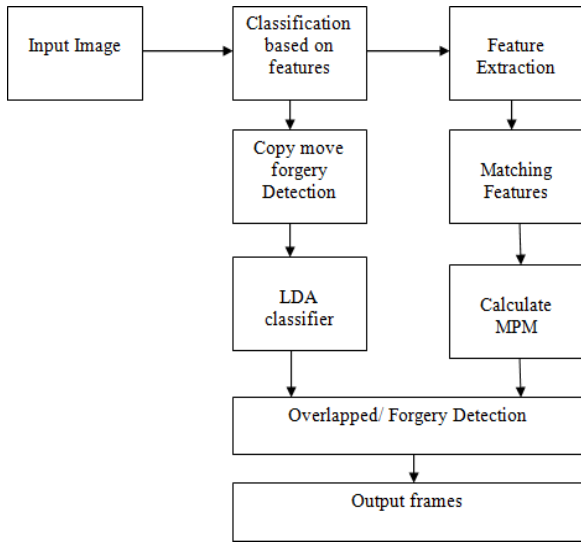 Input Image
Classification
based on
features
Feature
Extraction
Copy move
forgery
Detection
Matching
Features
LDA
classifier
Calculate
MPM
Overlapped/ Forgery Detection
Output frames